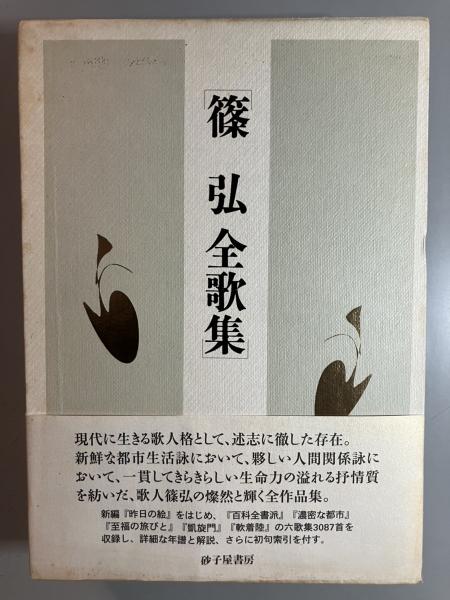 [篠 弘 全歌集]
現代に生きる歌人格として、述志に徹した存在。
新鮮な都市生活詠において、夥しい人間関係詠に
おいて、一貫してきらきらしい生命力の溢れる抒情質
を紡いだ、歌人篠弘の燦然と輝く全作品集。
新編『昨日の絵』をはじめ、『百科全書派』『濃密な都市』
『至福の旅びと』『凱旋門』『軟着陸』の六歌集3087首を
収録し、詳細な年譜と解説、さらに初句索引を付す。
砂子屋書房